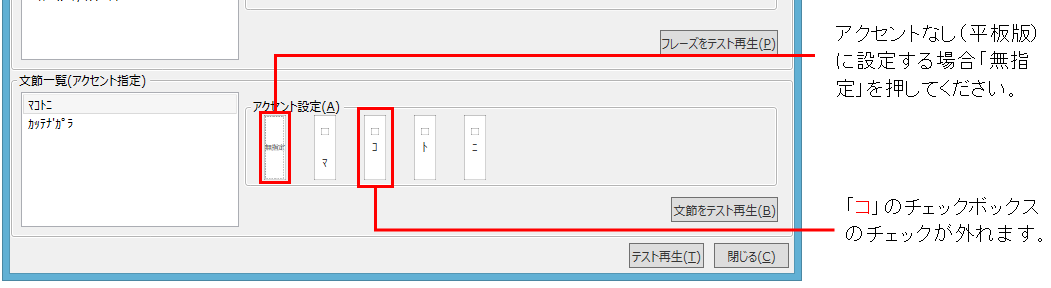 フレーズをテスト再生(P)
アクセントなし（平板版）
に設定する場合「無指
定」を押してください。
文節一覧(アクセント指定)
ﾏｺﾄﾆ
ｶｯﾃﾅｶﾞﾗ
アクセント設定(A)
無指定
マ
コ
ト
ニ
文節をテスト再生(B)
「コ」のチェックボックス
のチェックが外れます。
テスト再生(T)
閉じる(C)